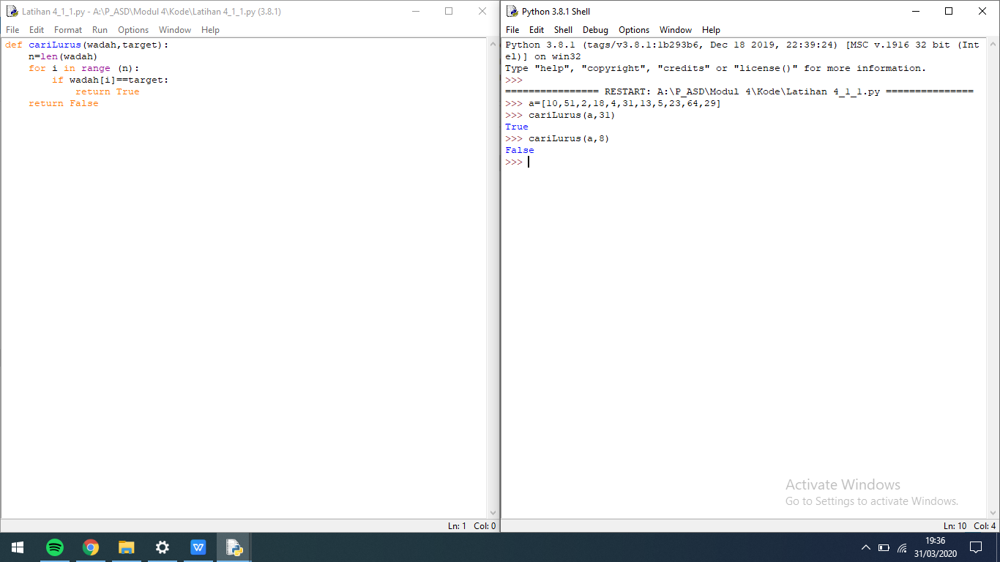 Latihan 4_1_1.py - A:\P_ASD\Modul 4\Kode\Latihan 4_1_1.py (3.8.1)
File Edit Format Run Options Window Help
def cariLurus(wadah,target):
    n=len(wadah)
    for i in range (n):
        if wadah[i]==target:
            return True
    return False
Ln: 1 Col: 0
Python 3.8.1 Shell
File Edit Shell Debug Options Window Help
Python 3.8.1 (tags/v3.8.1:1b293b6, Dec 18 2019, 22:39:24) [MSC v.1916 32 bit (Int
el)] on win32
Type "help", "copyright", "credits" or "license()" for more information.
>>>
================ RESTART: A:\P_ASD\Modul 4\Kode\Latihan 4_1_1.py ===============
>>> a=[10,51,2,18,4,31,13,5,23,64,29]
>>> cariLurus(a,31)
True
>>> cariLurus(a,8)
False
>>>
Activate Windows
Go to Settings to activate Windows.
Ln: 10 Col: 4
W
19:36
31/03/2020